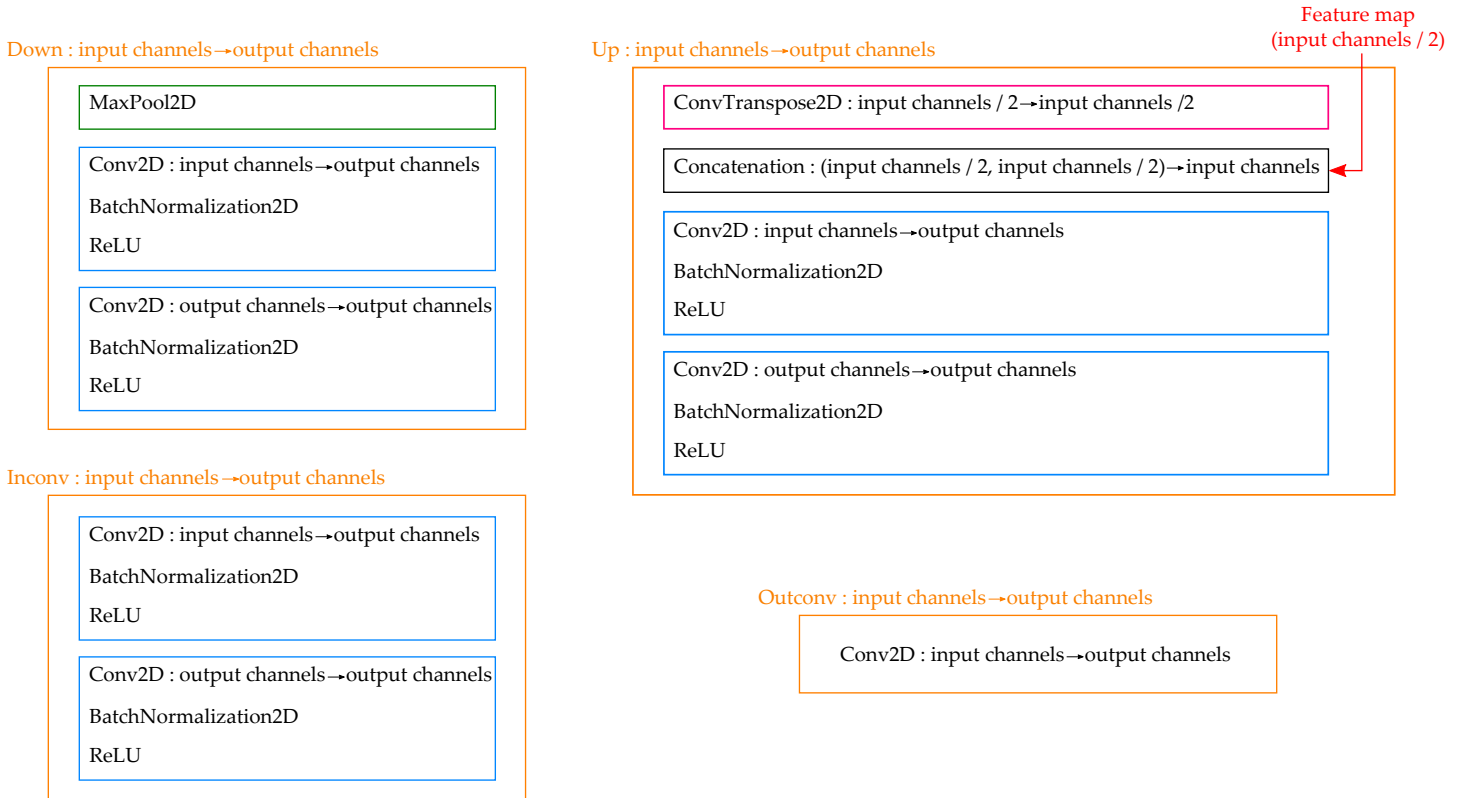 Down : input channels→output channels
MaxPool2D
Conv2D : input channels→output channels
BatchNormalization2D
ReLU
Conv2D : output channels→output channels
BatchNormalization2D
ReLU
Inconv : input channels→output channels
Conv2D : input channels→output channels
BatchNormalization2D
ReLU
Conv2D : output channels→output channels
BatchNormalization2D
ReLU
Feature map
(input channels / 2)
Up : input channels→output channels
ConvTranspose2D : input channels / 2→input channels /2
Concatenation : (input channels / 2, input channels / 2)→input channels
Conv2D : input channels→output channels
BatchNormalization2D
ReLU
Conv2D : output channels→output channels
BatchNormalization2D
ReLU
Outconv : input channels→output channels
Conv2D : input channels→output channels